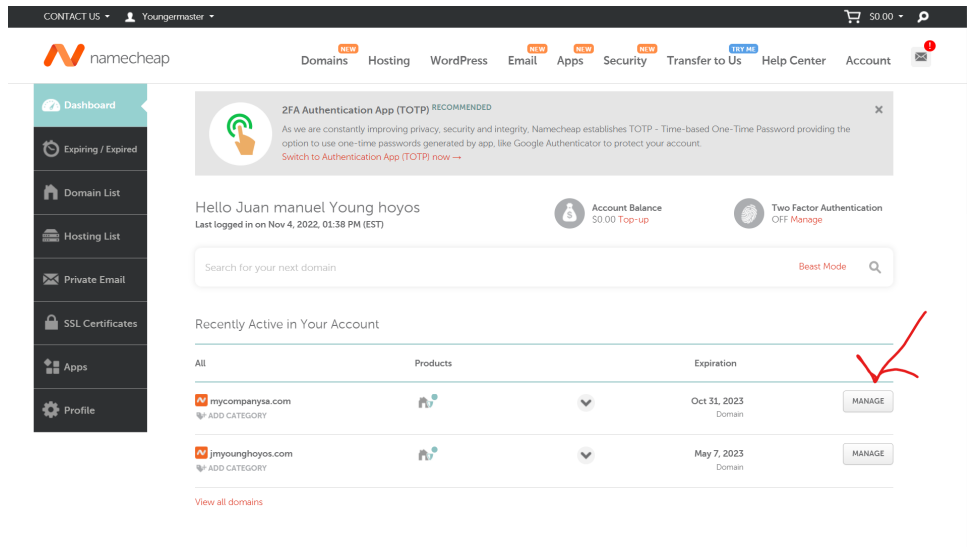 CONTACT US Youngermaster $0.00
namecheap
NEW NEW NEW NEW TRY ME
Domains Hosting WordPress Email Apps Security Transfer to Us Help Center Account !
Dashboard
Expiring / Expired
Domain List
Hosting List
Private Email
SSL Certificates
Apps
Profile
2FA Authentication App (TOTP) RECOMMENDED
As we are constantly improving privacy, security and integrity, Namecheap establishes TOTP - Time-based One-Time Password providing the
option to use one-time passwords generated by app, like Google Authenticator to protect your account.
Switch to Authentication App (TOTP) now →
Hello Juan manuel Young hoyos
Last logged in on Nov 4, 2022, 01:38 PM (EST)
$
Account Balance
$0.00 Top-up
Two Factor Authentication
OFF Manage
Search for your next domain Beast Mode
Recently Active in Your Account
All Products Expiration
mycompanysa.com Oct 31, 2023 MANAGE
ADD CATEGORY Domain
jmyounghoyos.com May 7, 2023 MANAGE
ADD CATEGORY Domain
View all domains